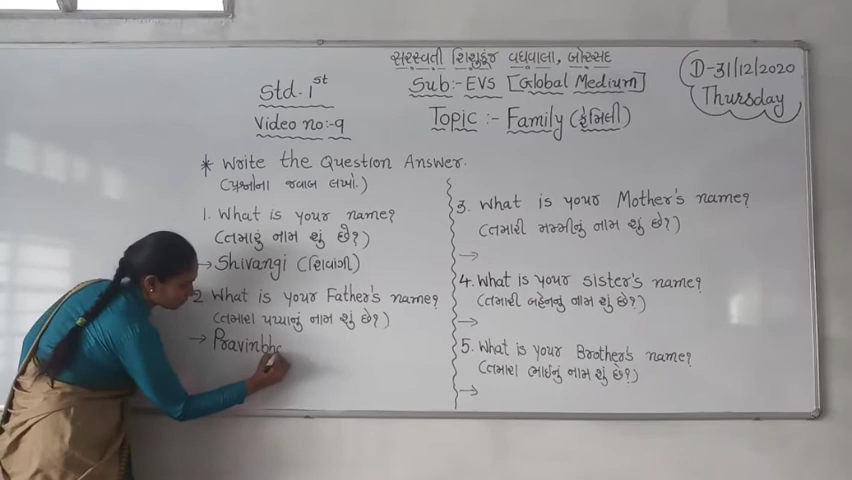 સરસ્વતી શિશુકુંજ વઘવાલા, બોરસદ
Std. 1st
Sub:- EVS [Global Medium]
D-31/12/2020
Thursday
Video no:-9
Topic :- Family (ફેમિલી)
* Write the Question Answer.
(પ્રશ્નોના જવાબ લખો.)
1. What is your name?
(તમારું નામ શું છે?)
→ Shivangi (શિવાંગી)
2. What is your Father's name?
(તમારા પપ્પાનું નામ શું છે?)
→ Pravinbha
3. What is your Mother's name?
(તમારી મમ્મીનું નામ શું છે?)
→
4. What is your sister's name?
(તમારી બહેનનું નામ શું છે?)
→
5. What is your Brother's name?
(તમારા ભાઈનું નામ શું છે?)
→